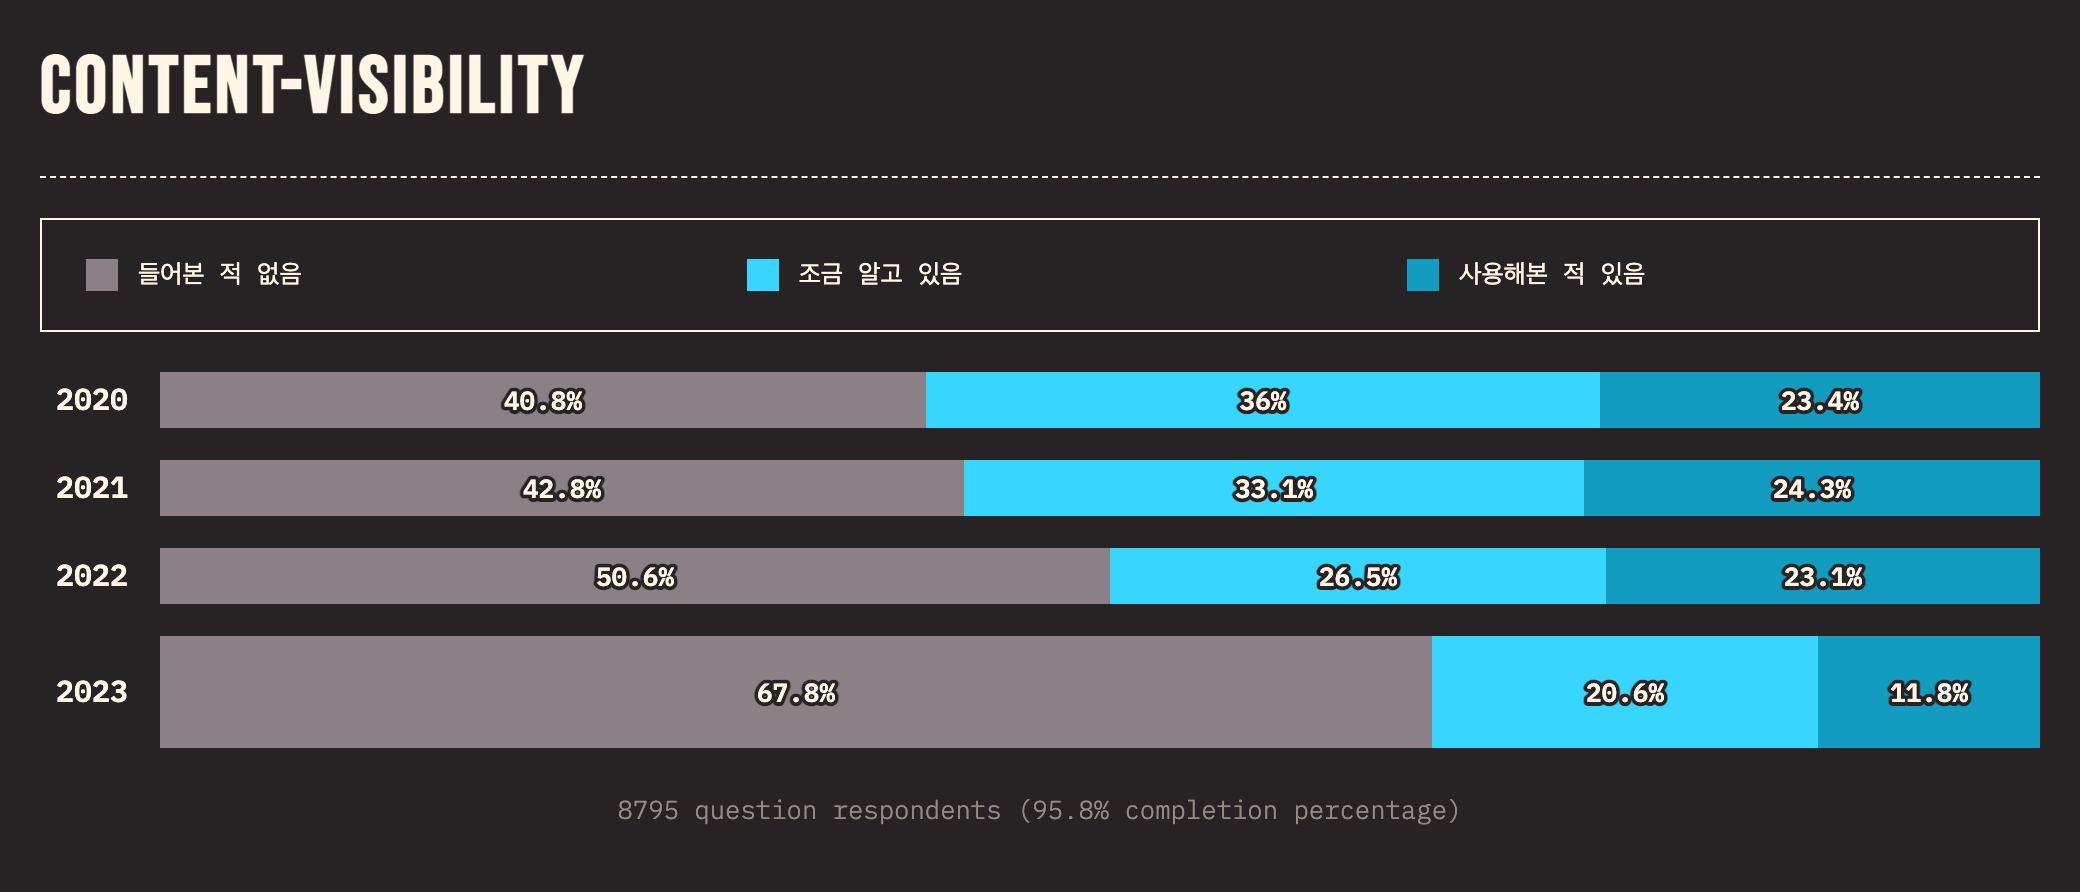 CONTENT-VISIBILITY
들어본 적 없음 조금 알고 있음 사용해본 적 있음
2020 40.8% 36% 23.4%
2021 42.8% 33.1% 24.3%
2022 50.6% 26.5% 23.1%
2023 67.8% 20.6% 11.8%
8795 question respondents (95.8% completion percentage)